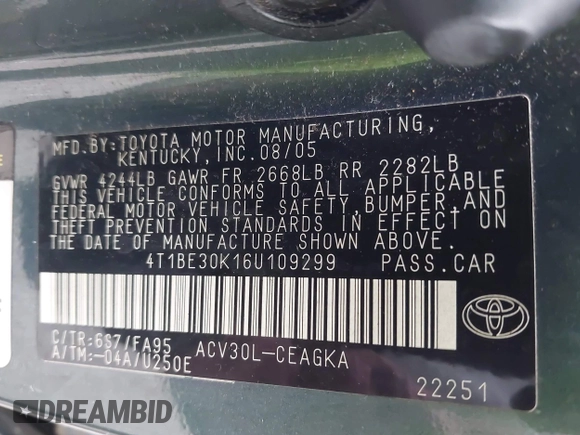 MFD.BY:TOYOTA MOTOR MANUFACTURING,
KENTUCKY,INC.08/05
GVWR 4244LB GAWR FR 2668LB RR 2282LB
THIS VEHICLE CONFORMS TO ALL APPLICABLE
FEDERAL MOTOR VEHICLE SAFETY,BUMPER,AND
THEFT PREVENTION STANDARDS IN EFFECT ON
THE DATE OF MANUFACTURE SHOWN ABOVE.
4T1BE30K16U109299 PASS.CAR
C/TR:6S7/FA95 ACV30L-CEAGKA
A/TM:-04A/U250E
TOYOTA
22251
DREAMBID